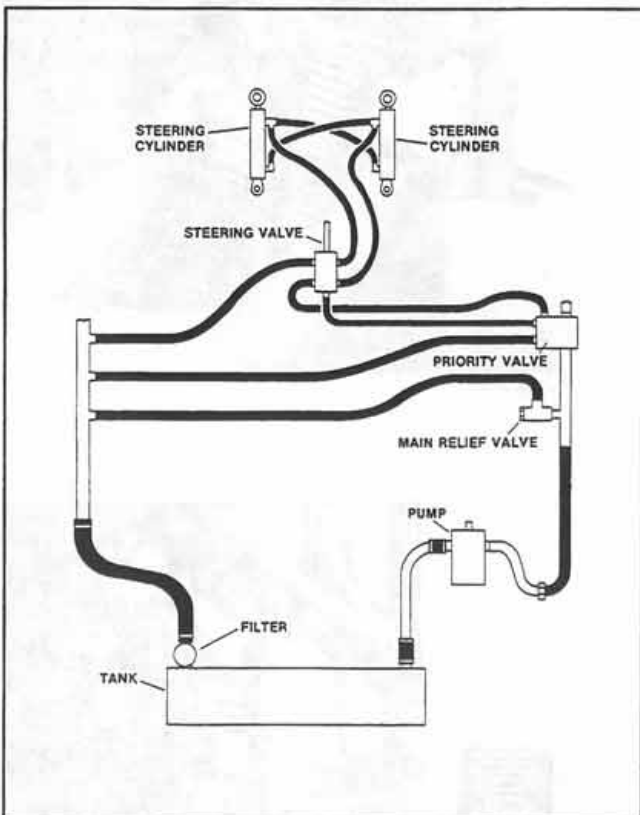 STEERING
CYLINDER
STEERING
CYLINDER
STEERING VALVE
PRIORITY VALVE
MAIN RELIEF VALVE
PUMP
FILTER
TANK